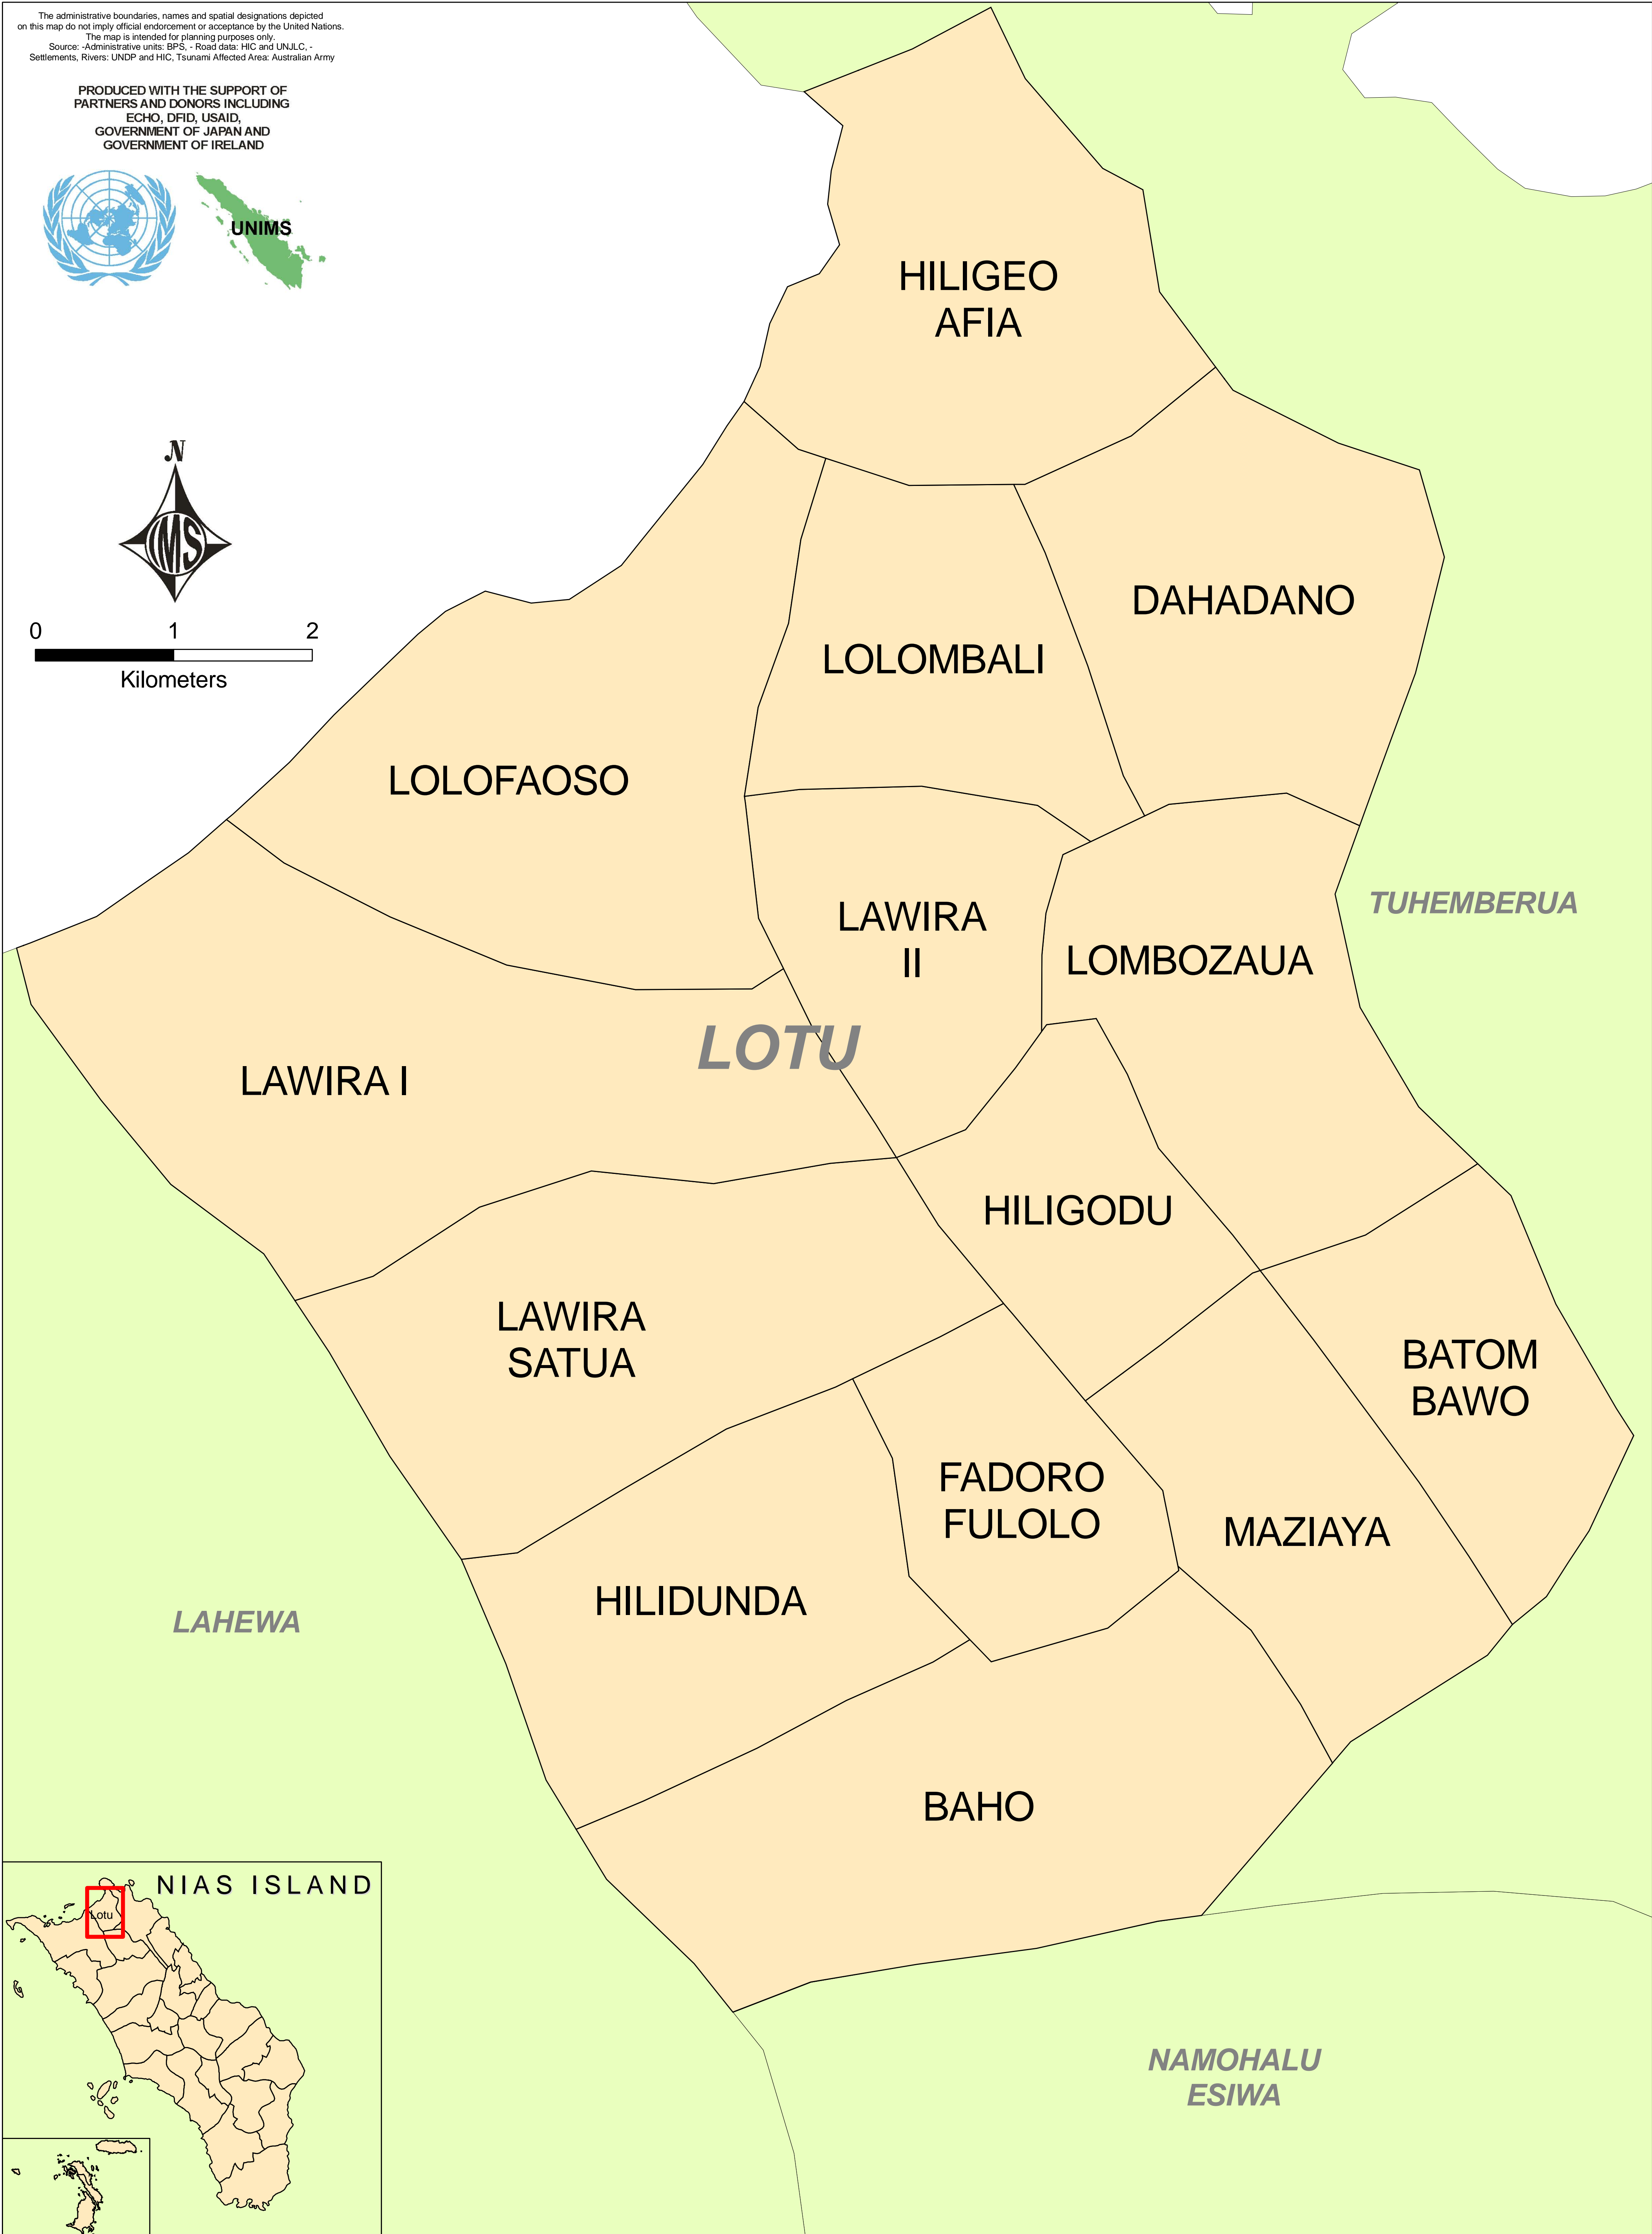 The administrative boundaries, names and spatial designations depicted
on this map do not imply official endorsement or acceptance by the United Nations.
The map is intended for planning purposes only.
Source: -Administrative units: BPS, - Road data: HIC and UNJLC, -
Settlements, Rivers: UNDP and HIC, Tsunami Affected Area: Australian Army
PRODUCED WITH THE SUPPORT OF
PARTNERS AND DONORS INCLUDING
ECHO, DFID, USAID,
GOVERNMENT OF JAPAN AND
GOVERNMENT OF IRELAND
UNIMS
HILIGEO
AFIA
N
IMS
0 1 2
Kilometers
DAHADANO
LOLOMBALI
LOLOFAOSO
TUHEMBERUA
LAWIRA
II
LOMBOZAUA
LOTU
LAWIRA I
HILIGODU
LAWIRA
SATUA
BATOM
BAWO
FADORO
FULOLO
MAZIAYA
HILIDUNDA
LAHEWA
BAHO
NIAS ISLAND
Lotu
NAMOHALU
ESIWA